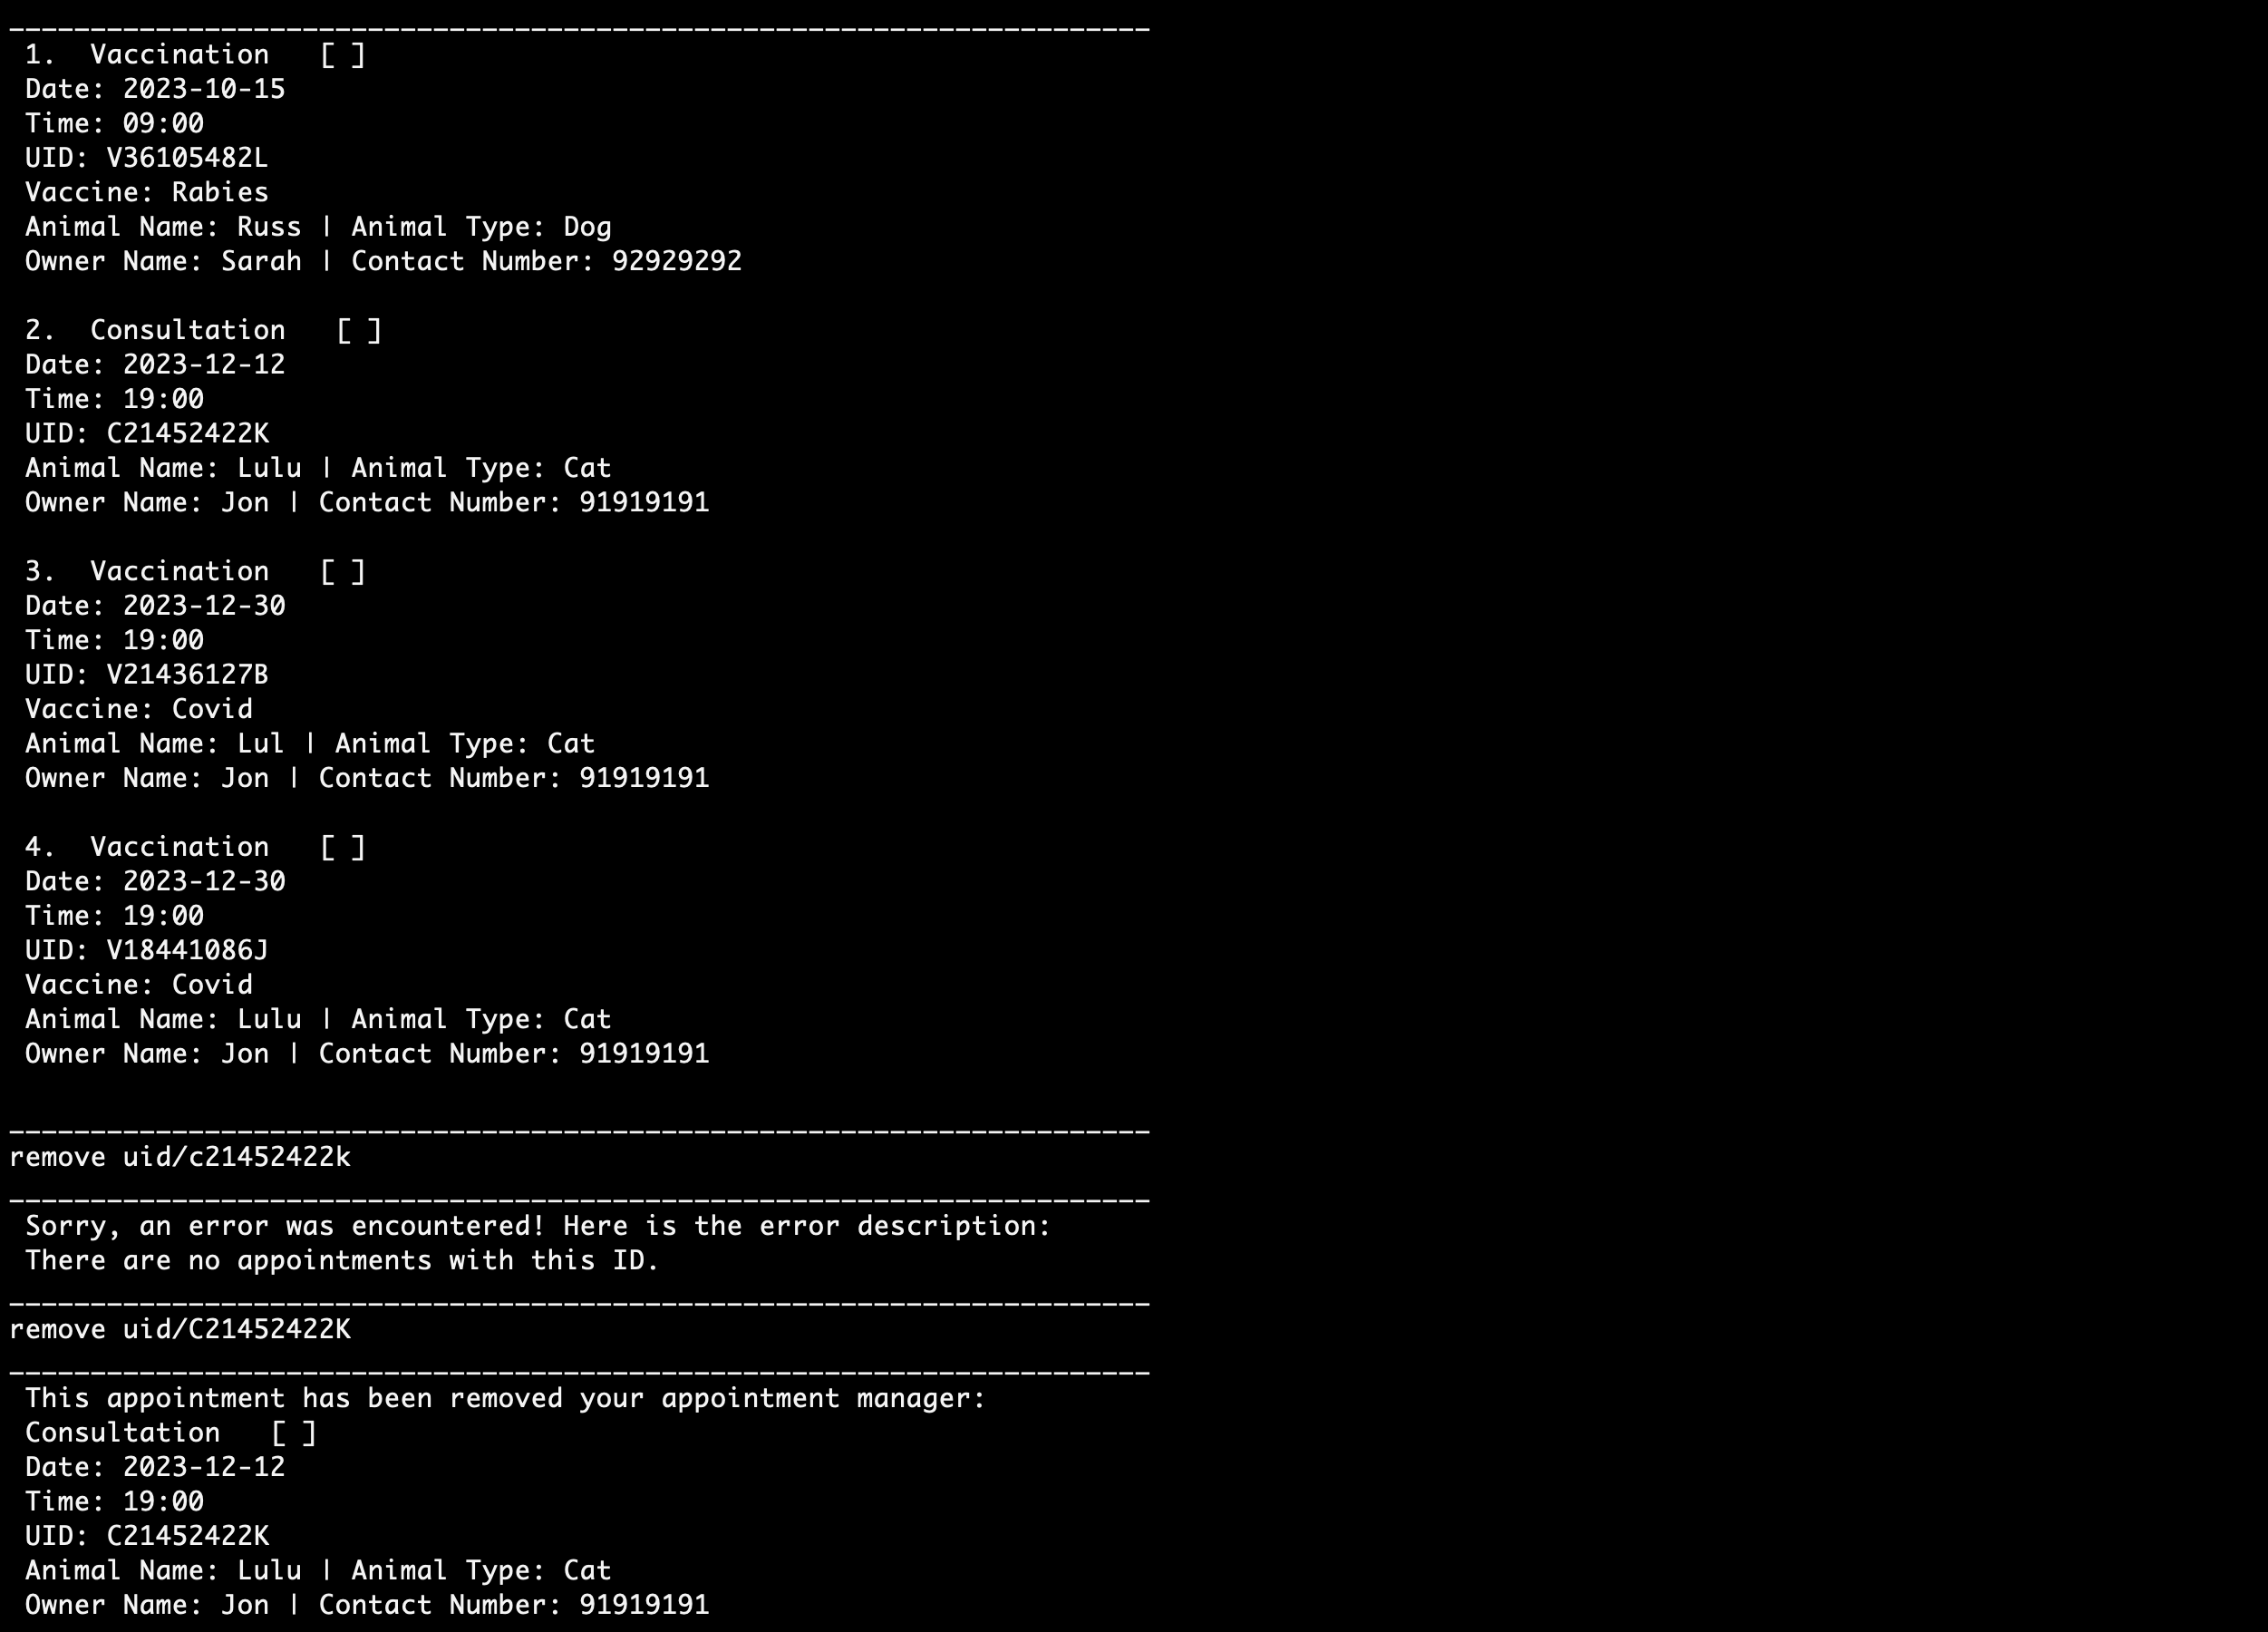 ______________________________________________________________________
1.  Vaccination   [ ]
Date: 2023-10-15
Time: 09:00
UID: V36105482L
Vaccine: Rabies
Animal Name: Russ | Animal Type: Dog
Owner Name: Sarah | Contact Number: 92929292
2.  Consultation   [ ]
Date: 2023-12-12
Time: 19:00
UID: C21452422K
Animal Name: Lulu | Animal Type: Cat
Owner Name: Jon | Contact Number: 91919191
3.  Vaccination   [ ]
Date: 2023-12-30
Time: 19:00
UID: V21436127B
Vaccine: Covid
Animal Name: Lul | Animal Type: Cat
Owner Name: Jon | Contact Number: 91919191
4.  Vaccination   [ ]
Date: 2023-12-30
Time: 19:00
UID: V18441086J
Vaccine: Covid
Animal Name: Lulu | Animal Type: Cat
Owner Name: Jon | Contact Number: 91919191
______________________________________________________________________
remove uid/c21452422k
______________________________________________________________________
Sorry, an error was encountered! Here is the error description:
There are no appointments with this ID.
______________________________________________________________________
remove uid/C21452422K
______________________________________________________________________
This appointment has been removed your appointment manager:
Consultation   [ ]
Date: 2023-12-12
Time: 19:00
UID: C21452422K
Animal Name: Lulu | Animal Type: Cat
Owner Name: Jon | Contact Number: 91919191